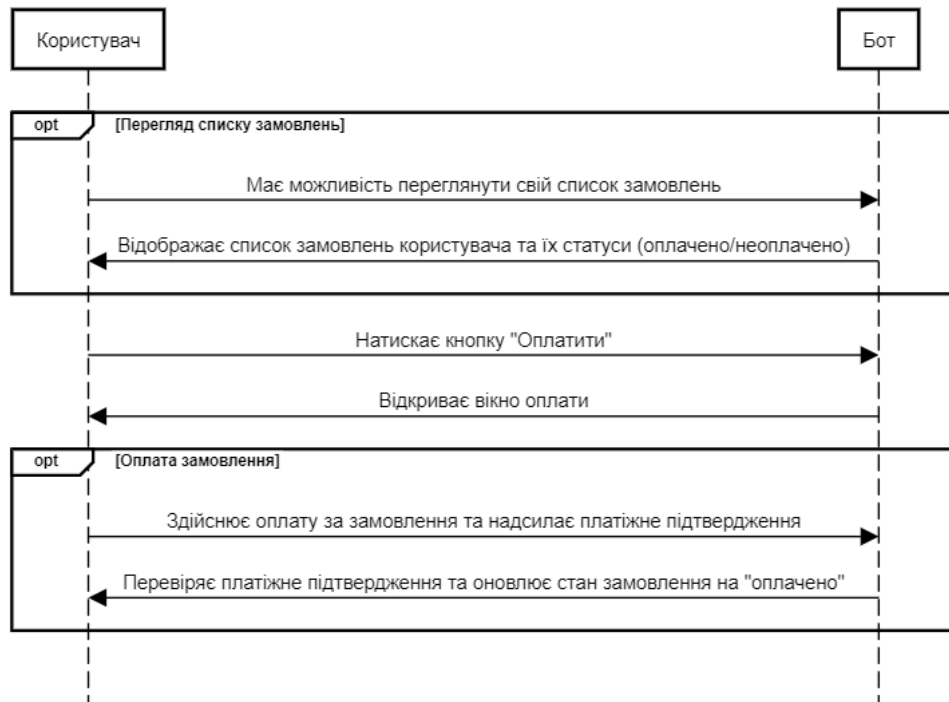 Користувач
Бот
opt
[Перегляд списку замовлень]
Має можливість переглянути свій список замовлень
Відображає список замовлень користувача та їх статуси (оплачено/неоплачено)
Натискає кнопку "Оплатити"
Відкриває вікно оплати
opt
[Оплата замовлення]
Здійснює оплату за замовлення та надсилає платіжне підтвердження
Перевіряє платіжне підтвердження та оновлює стан замовлення на "оплачено"